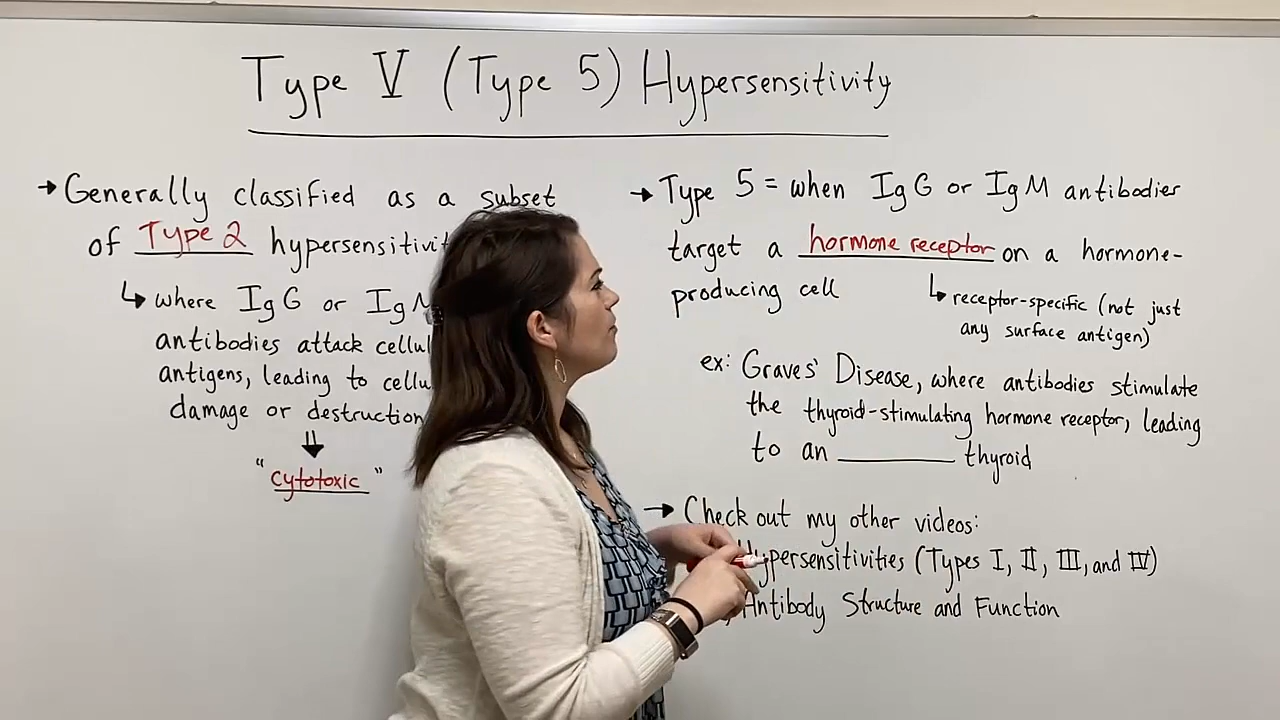 Type V (Type 5) Hypersensitivity
→ Generally classified as a subset
of Type 2 hypersensitivit
↳ where IgG or IgM
antibodies attack cellul
antigens, leading to cellu
damage or destruction
⇓
"cytotoxic"
→ Type 5 = when IgG or IgM antibodies
target a hormone receptor on a hormone-
producing cell
↳ receptor-specific (not just
any surface antigen)
ex: Graves' Disease, where antibodies stimulate
the thyroid-stimulating hormone receptor, leading
to an ________ thyroid
→ Check out my other videos:
Hypersensitivities (Types I, II, III, and IV)
Antibody Structure and Function